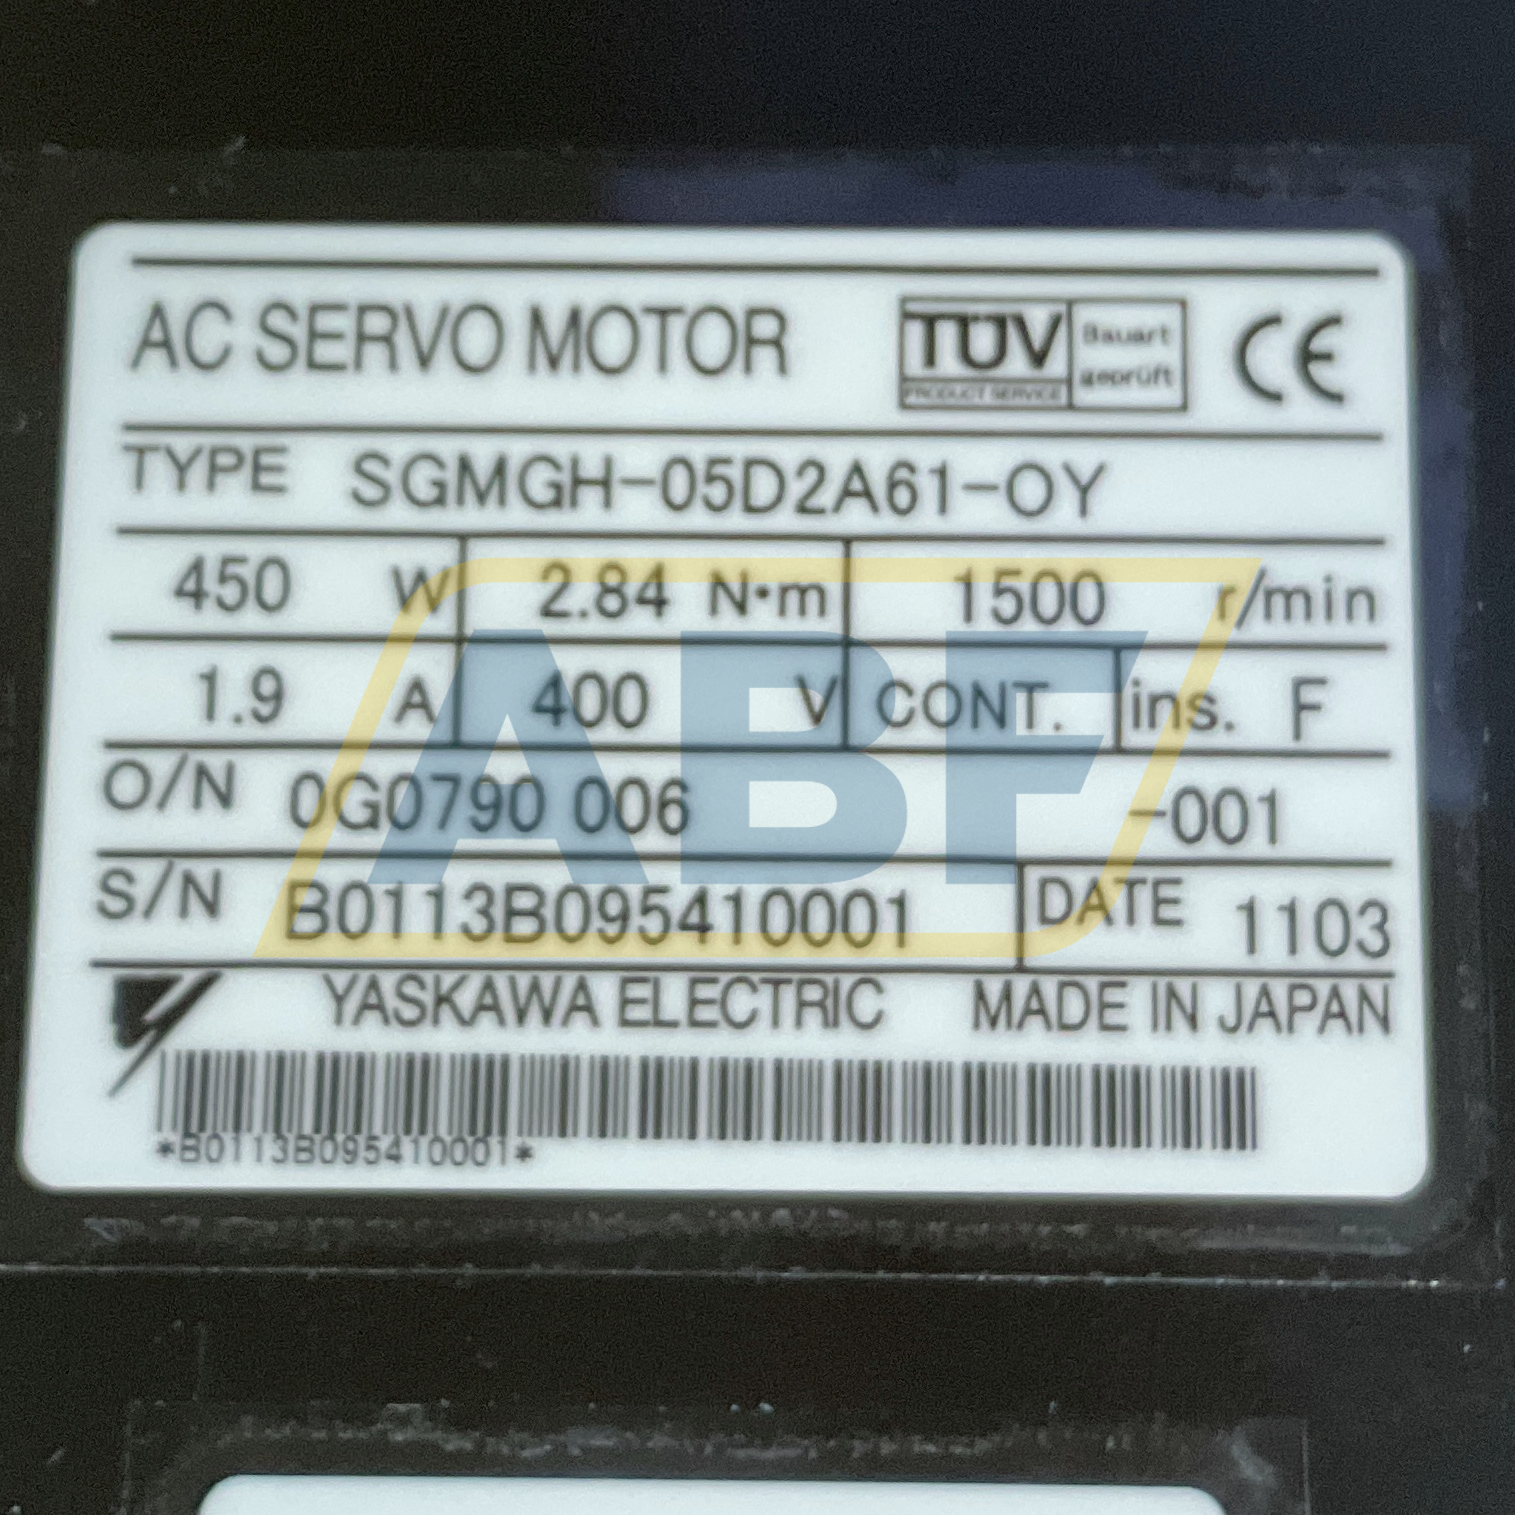 AC SERVO MOTOR TÜV PRODUCT SERVICE Bauart geprüft CE
TYPE SGMGH-05D2A61-OY
450 W 2.84 N·m 1500 r/min
1.9 A 400 V CONT. ins. F
O/N 0G0790 006 -001
S/N B0113B095410001 DATE 1103
YASKAWA ELECTRIC MADE IN JAPAN
*B0113B095410001*
ABF